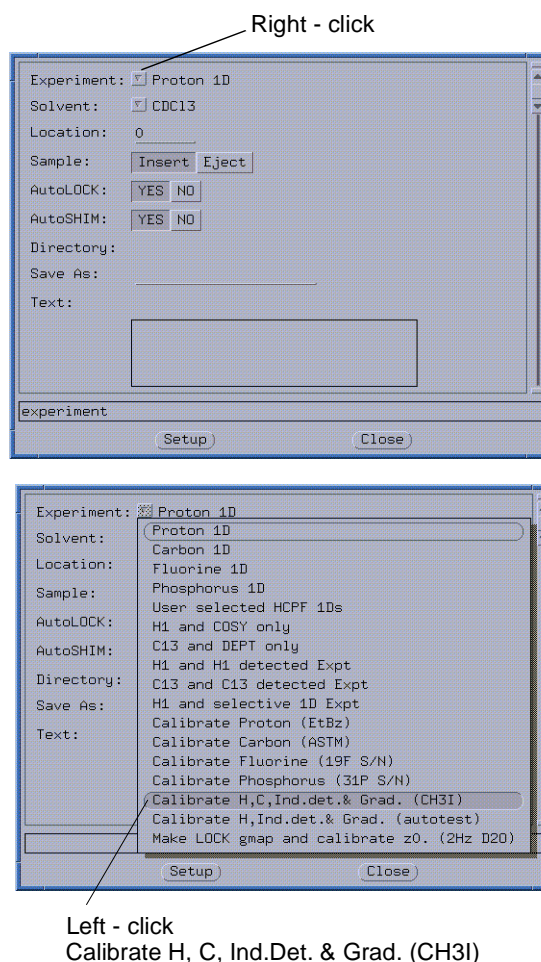 Right - click
Experiment: Proton 1D
Solvent: CDCl3
Location: 0
Sample: Insert Eject
AutoLOCK: YES NO
AutoSHIM: YES NO
Directory:
Save As:
Text:
experiment
Setup Close
Experiment: Proton 1D
Solvent:
Location:
Sample:
AutoLOCK:
AutoSHIM:
Directory:
Save As:
Text:
Proton 1D
Carbon 1D
Fluorine 1D
Phosphorus 1D
User selected HCPF 1Ds
H1 and COSY only
C13 and DEPT only
H1 and H1 detected Expt
C13 and C13 detected Expt
H1 and selective 1D Expt
Calibrate Proton (EtBz)
Calibrate Carbon (ASTM)
Calibrate Fluorine (19F S/N)
Calibrate Phosphorus (31P S/N)
Calibrate H,C,Ind.det.& Grad. (CH3I)
Calibrate H,Ind.det.& Grad. (autotest)
Make LOCK gmap and calibrate z0. (2Hz D2O)
Setup Close
Left - click
Calibrate H, C, Ind.Det. & Grad. (CH3I)